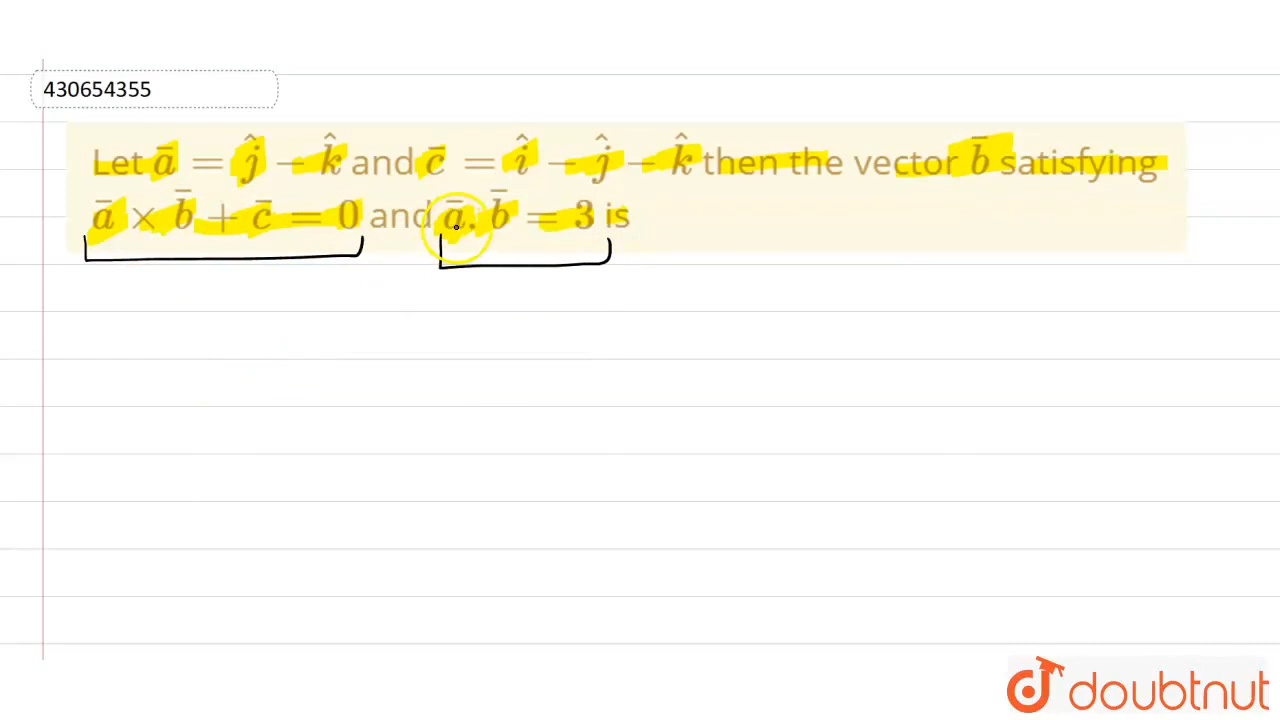 430654355
Let a̅ = ĵ − k̂ and c̅ = î − ĵ − k̂ then the vector b̅ satisfying
a̅ × b̅ + c̅ = 0 and a̅. b̅ = 3 is
doubtnut